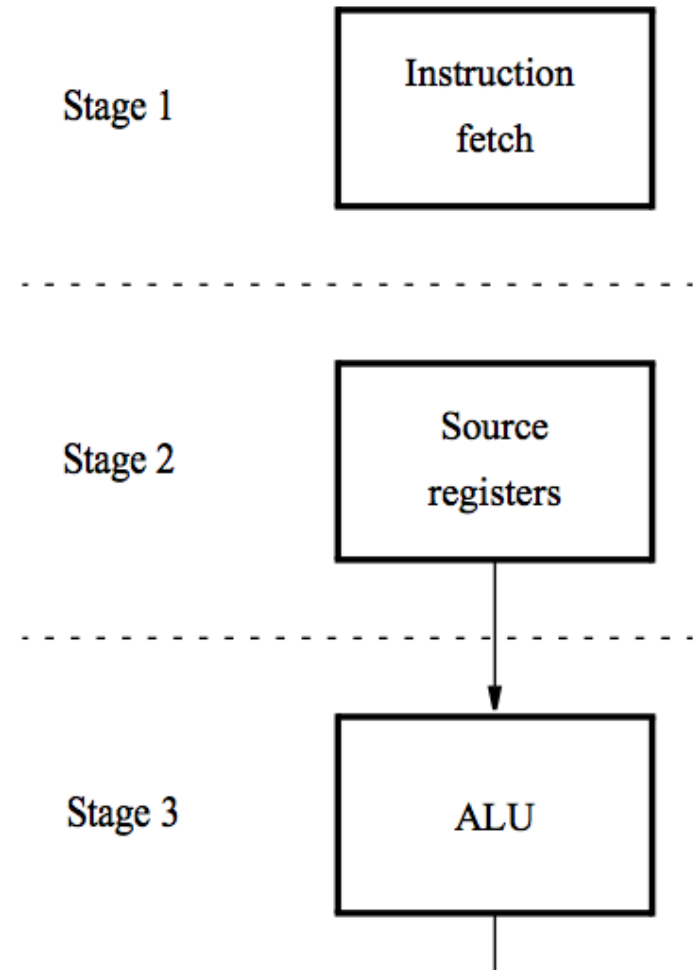 Stage 1
Instruction
fetch
Stage 2
Source
registers
Stage 3
ALU